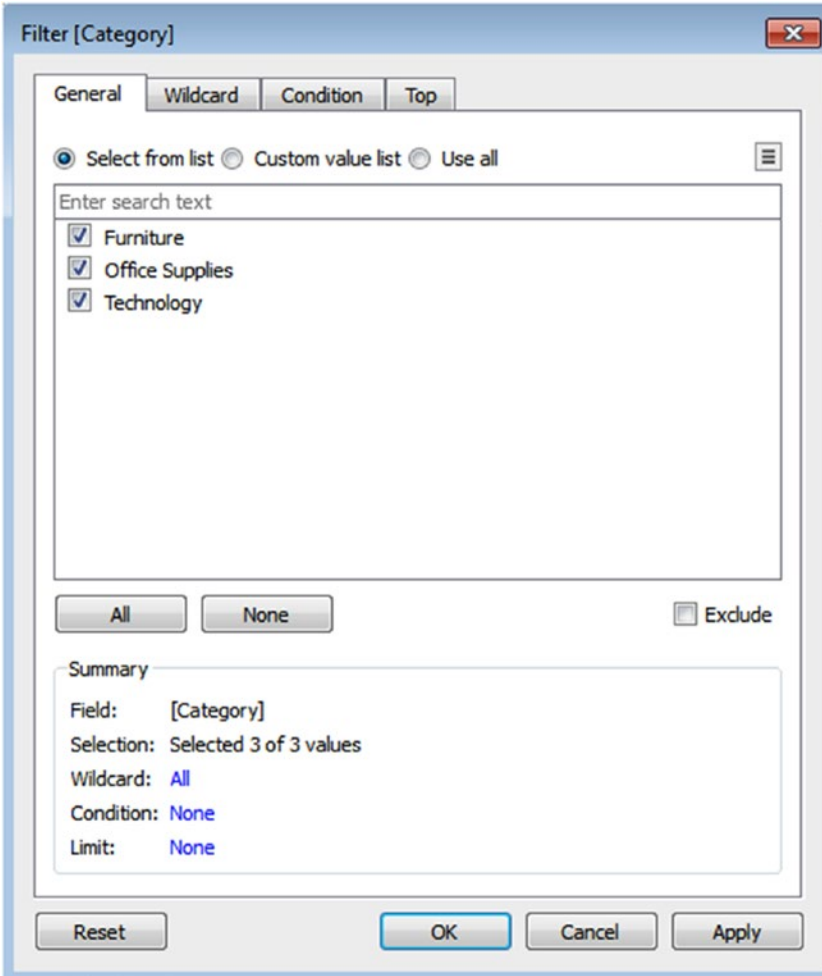 Filter [Category]
General Wildcard Condition Top
Select from list Custom value list Use all
Enter search text
Furniture
Office Supplies
Technology
All None Exclude
Summary
Field: [Category]
Selection: Selected 3 of 3 values
Wildcard: All
Condition: None
Limit: None
Reset OK Cancel Apply